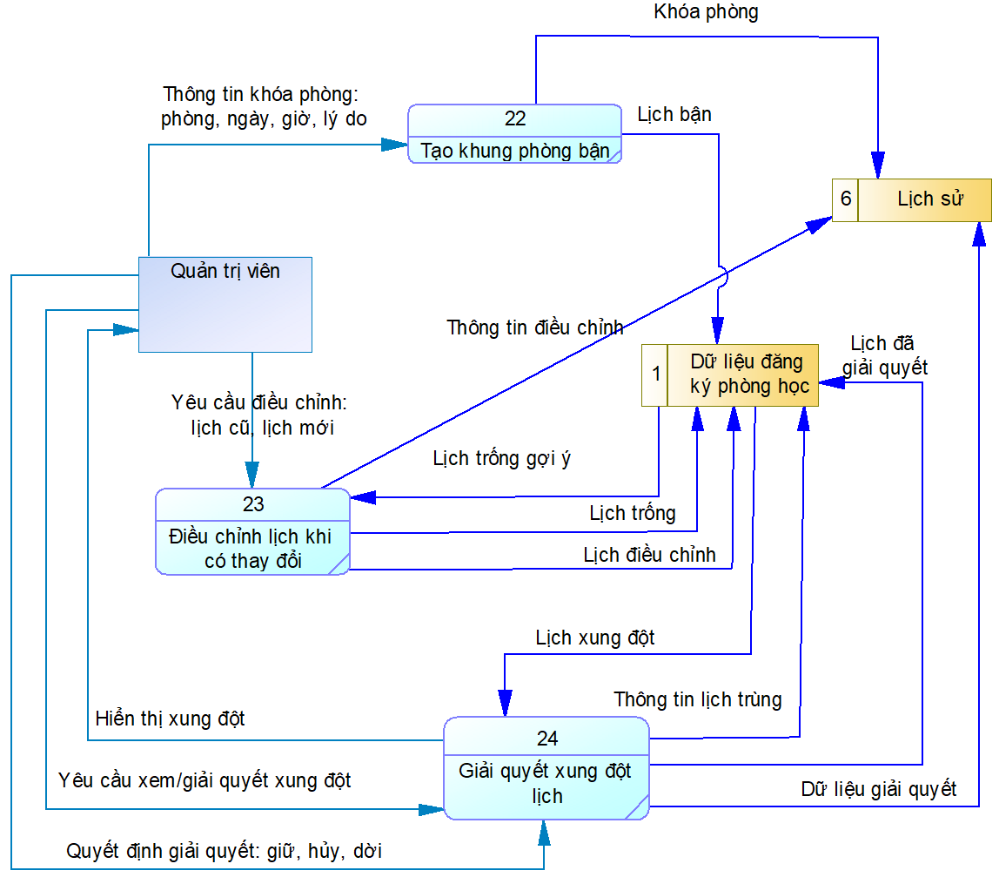 Khóa phòng
Thông tin khóa phòng:
phòng, ngày, giờ, lý do
22
Tạo khung phòng bận
Lịch bận
6
Lịch sử
Quản trị viên
Thông tin điều chỉnh
1
Dữ liệu đăng
ký phòng học
Lịch đã
giải quyết
Yêu cầu điều chỉnh:
lịch cũ, lịch mới
Lịch trống gợi ý
23
Điều chỉnh lịch khi
có thay đổi
Lịch trống
Lịch điều chỉnh
Lịch xung đột
Thông tin lịch trùng
Hiển thị xung đột
24
Giải quyết xung đột
lịch
Yêu cầu xem/giải quyết xung đột
Dữ liệu giải quyết
Quyết định giải quyết: giữ, hủy, dời